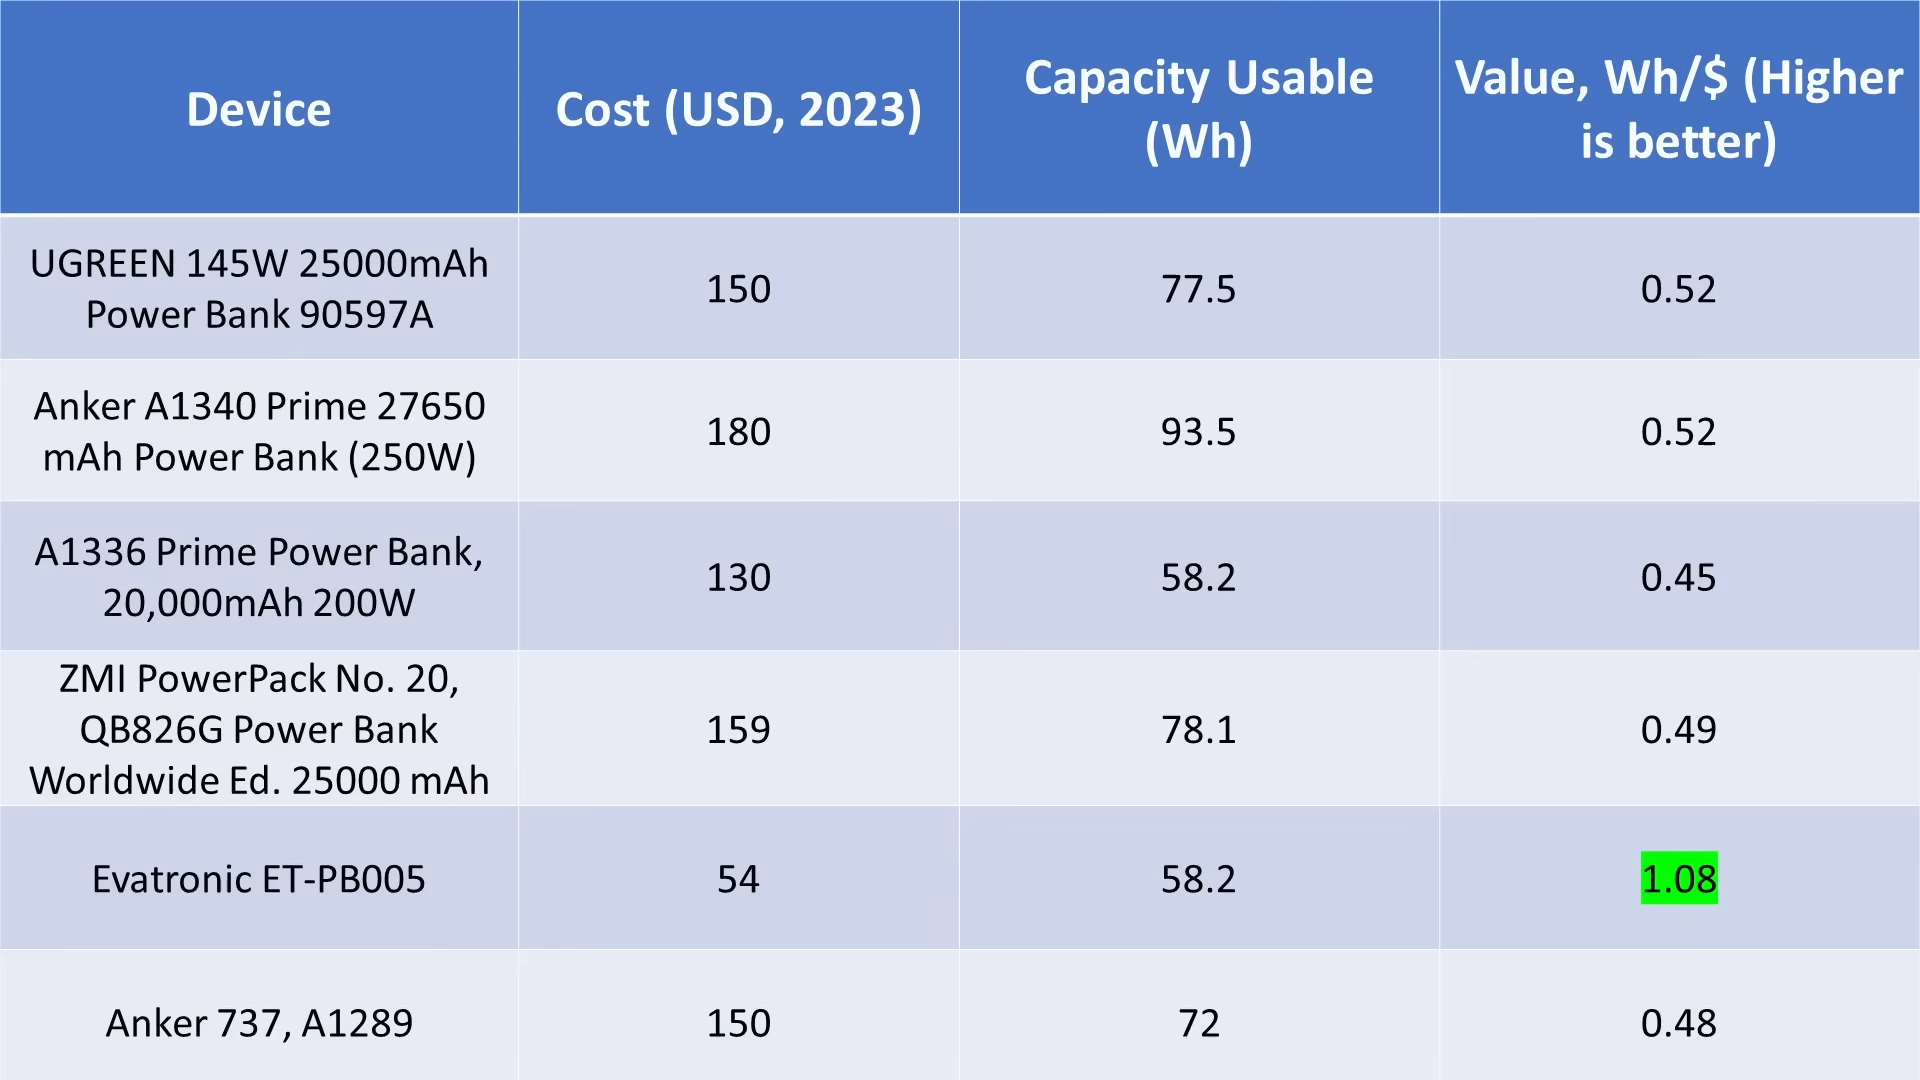 Device
Cost (USD, 2023)
Capacity Usable
(Wh)
Value, Wh/$ (Higher
is better)
UGREEN 145W 25000mAh
Power Bank 90597A
150
77.5
0.52
Anker A1340 Prime 27650
mAh Power Bank (250W)
180
93.5
0.52
A1336 Prime Power Bank,
20,000mAh 200W
130
58.2
0.45
ZMI PowerPack No. 20,
QB826G Power Bank
Worldwide Ed. 25000 mAh
159
78.1
0.49
Evatronic ET-PB005
54
58.2
1.08
Anker 737, A1289
150
72
0.48